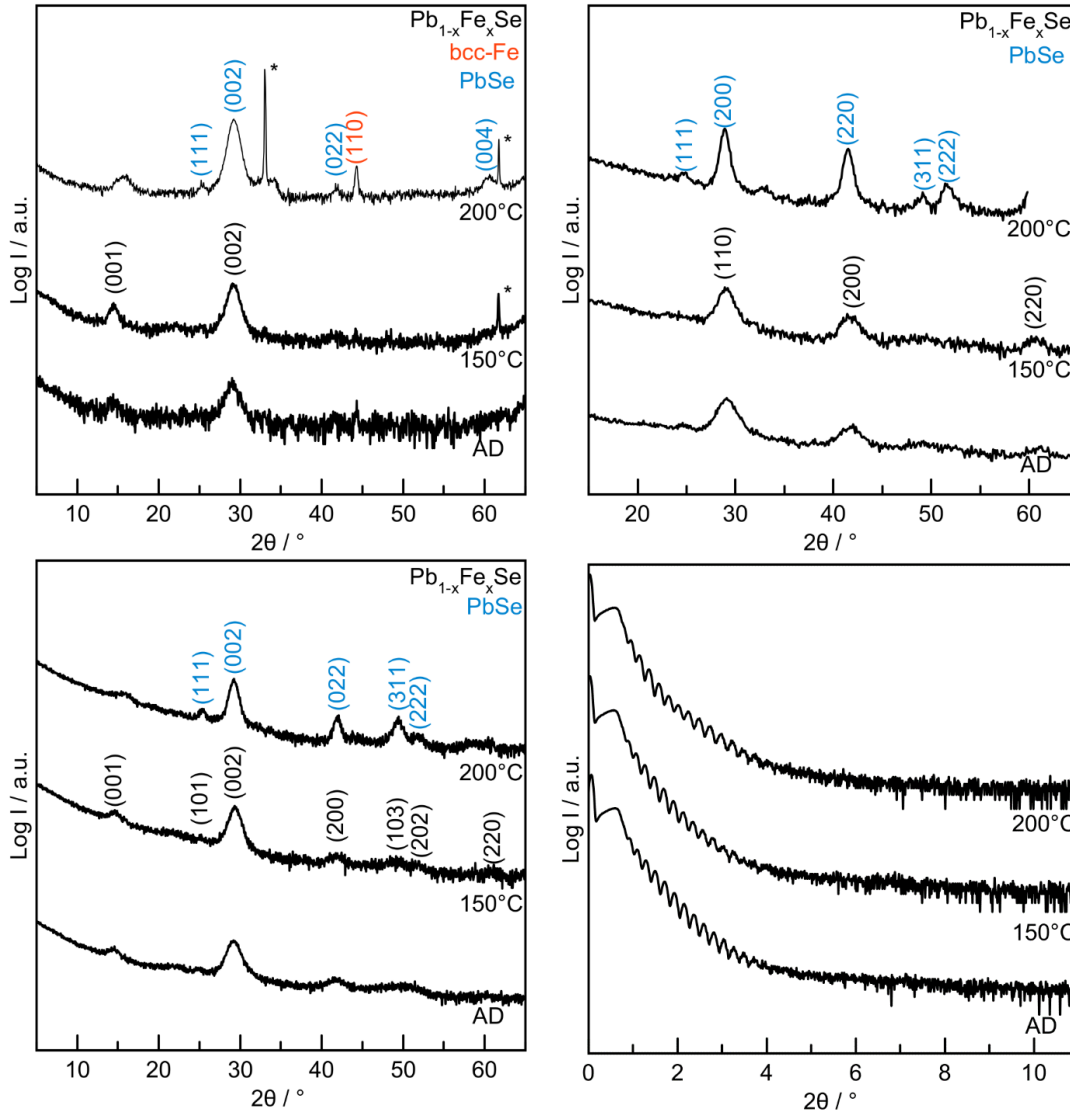 Pb1-xFexSe
bcc-Fe
PbSe
(111)
(002)
*
(022)
(110)
(004)
*
200°C
(001)
(002)
*
150°C
AD
Log I / a.u.
10 20 30 40 50 60
2θ / °
Pb1-xFexSe
PbSe
(111)
(200)
(220)
(311)
(222)
200°C
(110)
(200)
(220)
150°C
AD
Log I / a.u.
20 30 40 50 60
2θ / °
Pb1-xFexSe
PbSe
(111)
(002)
(022)
(311)
(222)
200°C
(001)
(101)
(002)
(200)
(103)
(202)
(220)
150°C
AD
Log I / a.u.
10 20 30 40 50 60
2θ / °
200°C
150°C
AD
Log I / a.u.
0 2 4 6 8 10
2θ / °